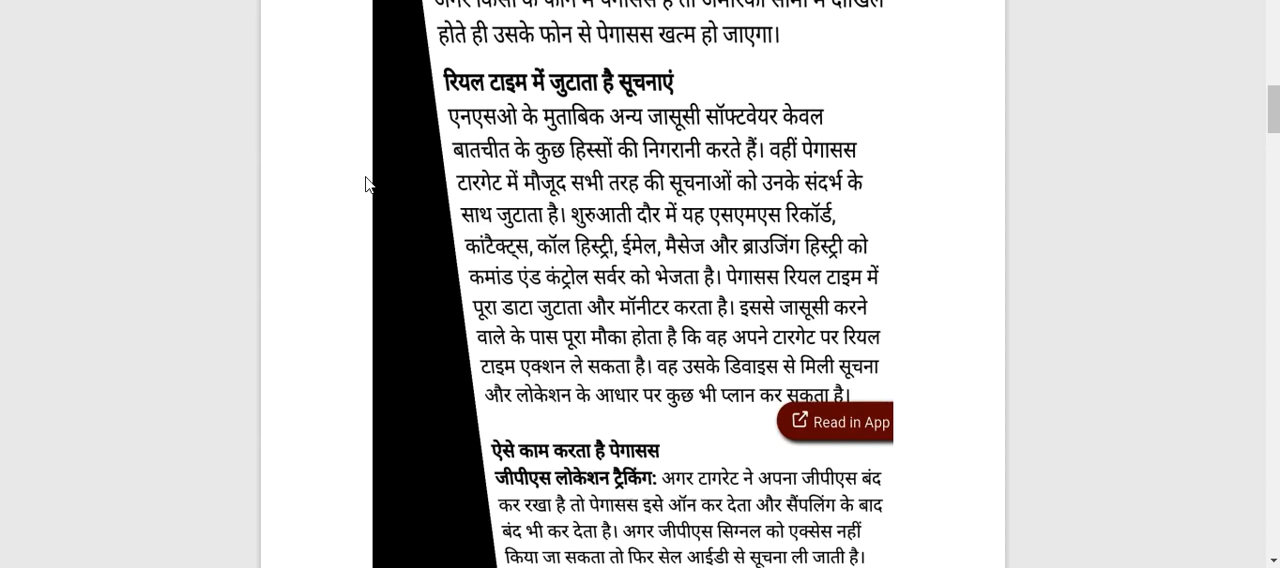 अगर किसी के फोन में पेगासस है तो अमेरिकी सीमा में दाखिल
होते ही उसके फोन से पेगासस खत्म हो जाएगा।
रियल टाइम में जुटाता है सूचनाएं
एनएसओ के मुताबिक अन्य जासूसी सॉफ्टवेयर केवल
बातचीत के कुछ हिस्सों की निगरानी करते हैं। वहीं पेगासस
टारगेट में मौजूद सभी तरह की सूचनाओं को उनके संदर्भ के
साथ जुटाता है। शुरुआती दौर में यह एसएमएस रिकॉर्ड,
कांटैक्ट्स, कॉल हिस्ट्री, ईमेल, मैसेज और ब्राउजिंग हिस्ट्री को
कमांड एंड कंट्रोल सर्वर को भेजता है। पेगासस रियल टाइम में
पूरा डाटा जुटाता और मॉनीटर करता है। इससे जासूसी करने
वाले के पास पूरा मौका होता है कि वह अपने टारगेट पर रियल
टाइम एक्शन ले सकता है। वह उसके डिवाइस से मिली सूचना
और लोकेशन के आधार पर कुछ भी प्लान कर सकता है।
Read in App
ऐसे काम करता है पेगासस
जीपीएस लोकेशन ट्रैकिंग: अगर टागरेट ने अपना जीपीएस बंद
कर रखा है तो पेगासस इसे ऑन कर देता और सैंपलिंग के बाद
बंद भी कर देता है। अगर जीपीएस सिग्नल को एक्सेस नहीं
किया जा सकता तो फिर सेल आईडी से सूचना ली जाती है।